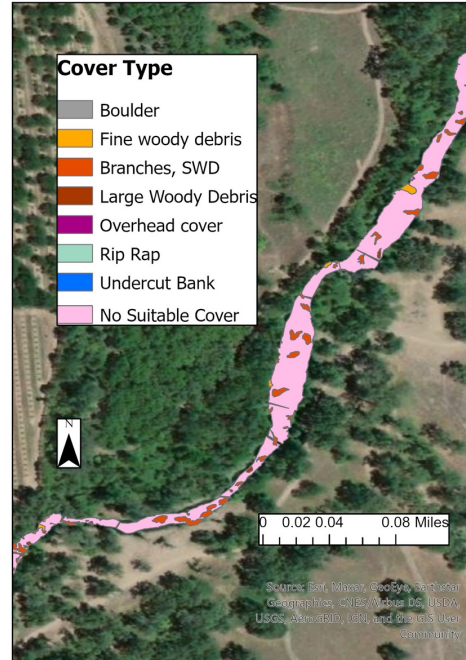 Cover Type
Boulder
Fine woody debris
Branches, SWD
Large Woody Debris
Overhead cover
Rip Rap
Undercut Bank
No Suitable Cover
N
0 0.02 0.04 0.08 Miles
Source: Esri, Maxar, GeoEye, Earthstar
Geographics, CNES/Airbus DS, USDA,
USGS, AeroGRID, IGN, and the GIS User
Community